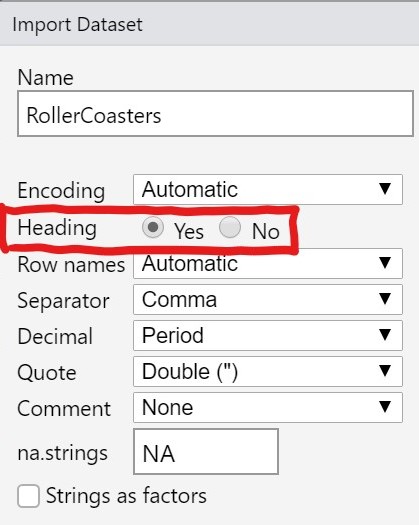 Import Dataset
Name
RollerCoasters
Encoding Automatic
Heading Yes No
Row names Automatic
Separator Comma
Decimal Period
Quote Double (")
Comment None
na.strings NA
Strings as factors